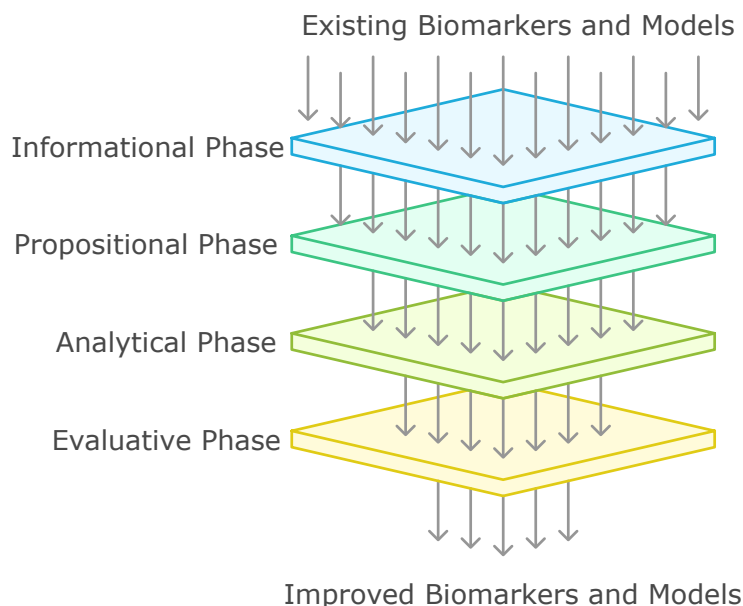 Existing Biomarkers and Models
Informational Phase
Propositional Phase
Analytical Phase
Evaluative Phase
Improved Biomarkers and Models